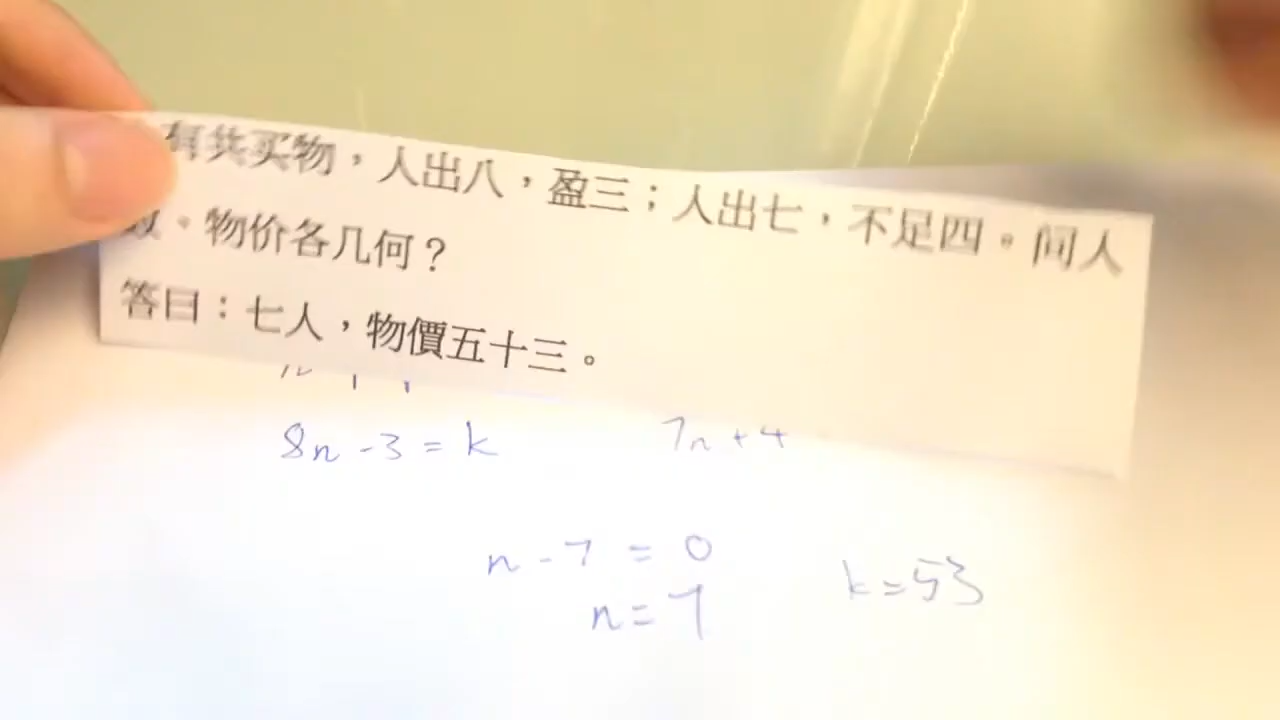 有共买物，人出八，盈三；人出七，不足四。问人
数。物价各几何？
答曰：七人，物價五十三。
8n - 3 = k
7n + 4
n - 7 = 0
n = 7
k = 53